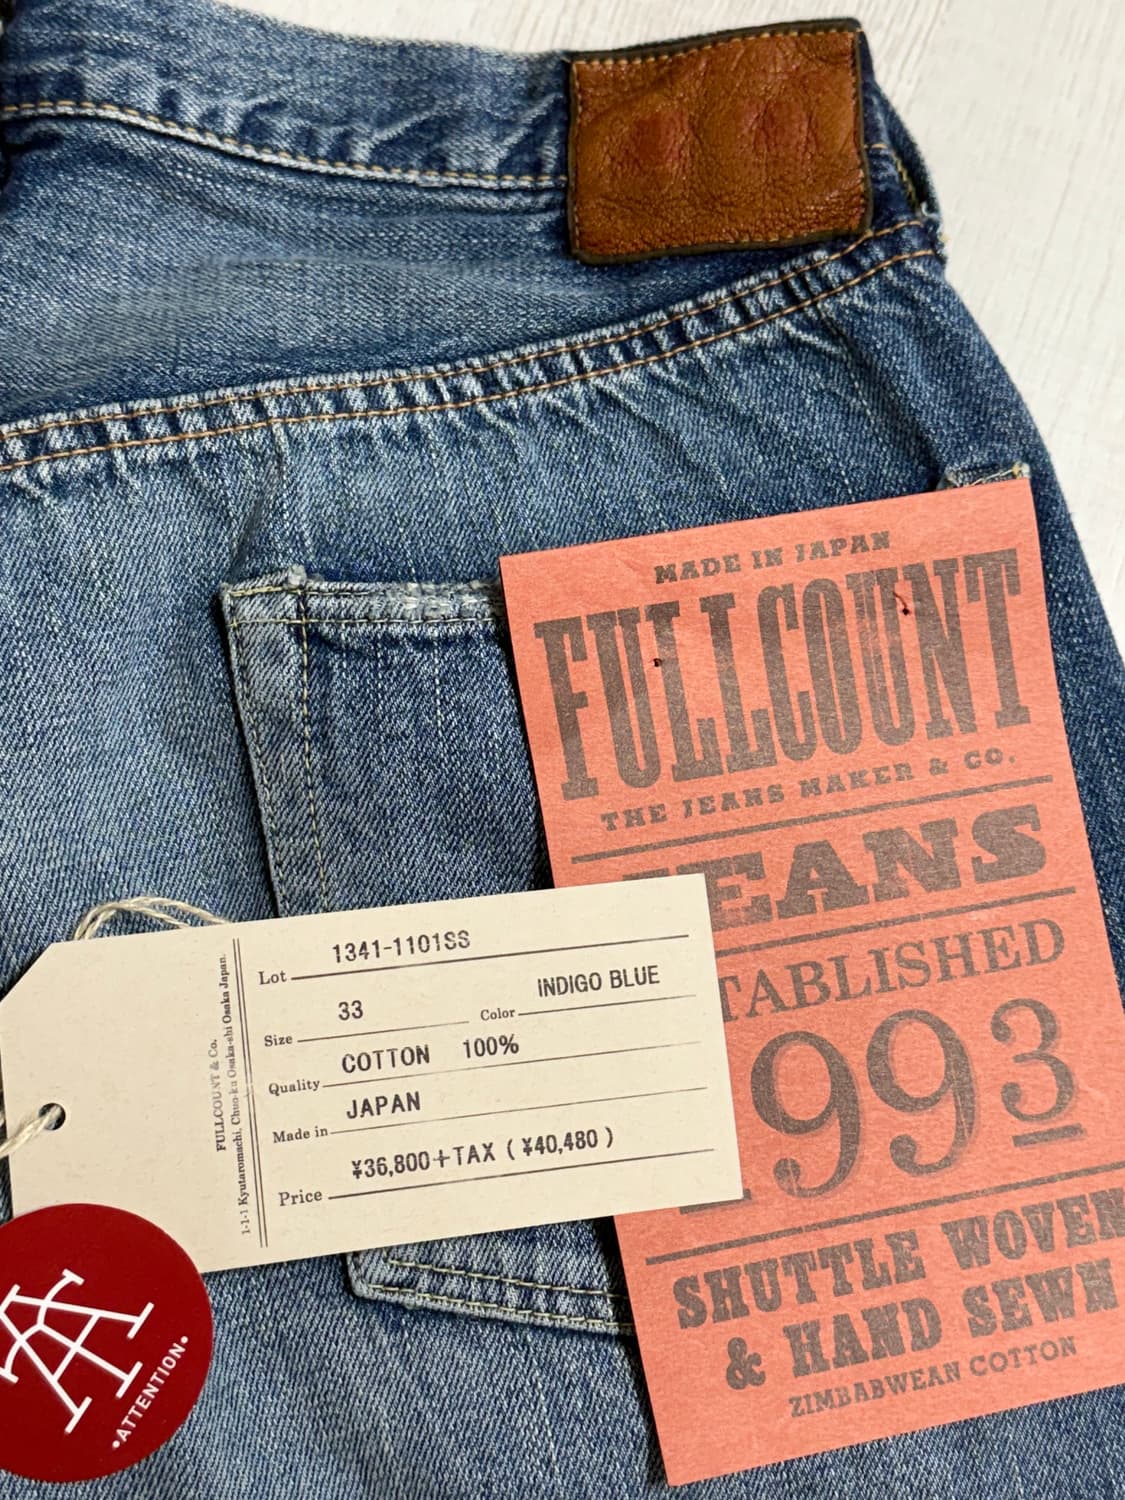 MADE IN JAPAN
FULLCOUNT
THE JEANS MAKER & CO.
JEANS
TABLISHED
1993
SHUTTLE WOVEN
& HAND SEWN
ZIMBABWEAN COTTON
FULLCOUNT & Co.
1-1-1 Kyutaromachi, Chuo-ku Osaka-shi Osaka Japan.
Lot 1341-1101SS
Size 33 Color INDIGO BLUE
Quality COTTON 100%
Made in JAPAN
Price ¥36,800+TAX (¥40,480)
•ATTENTION•